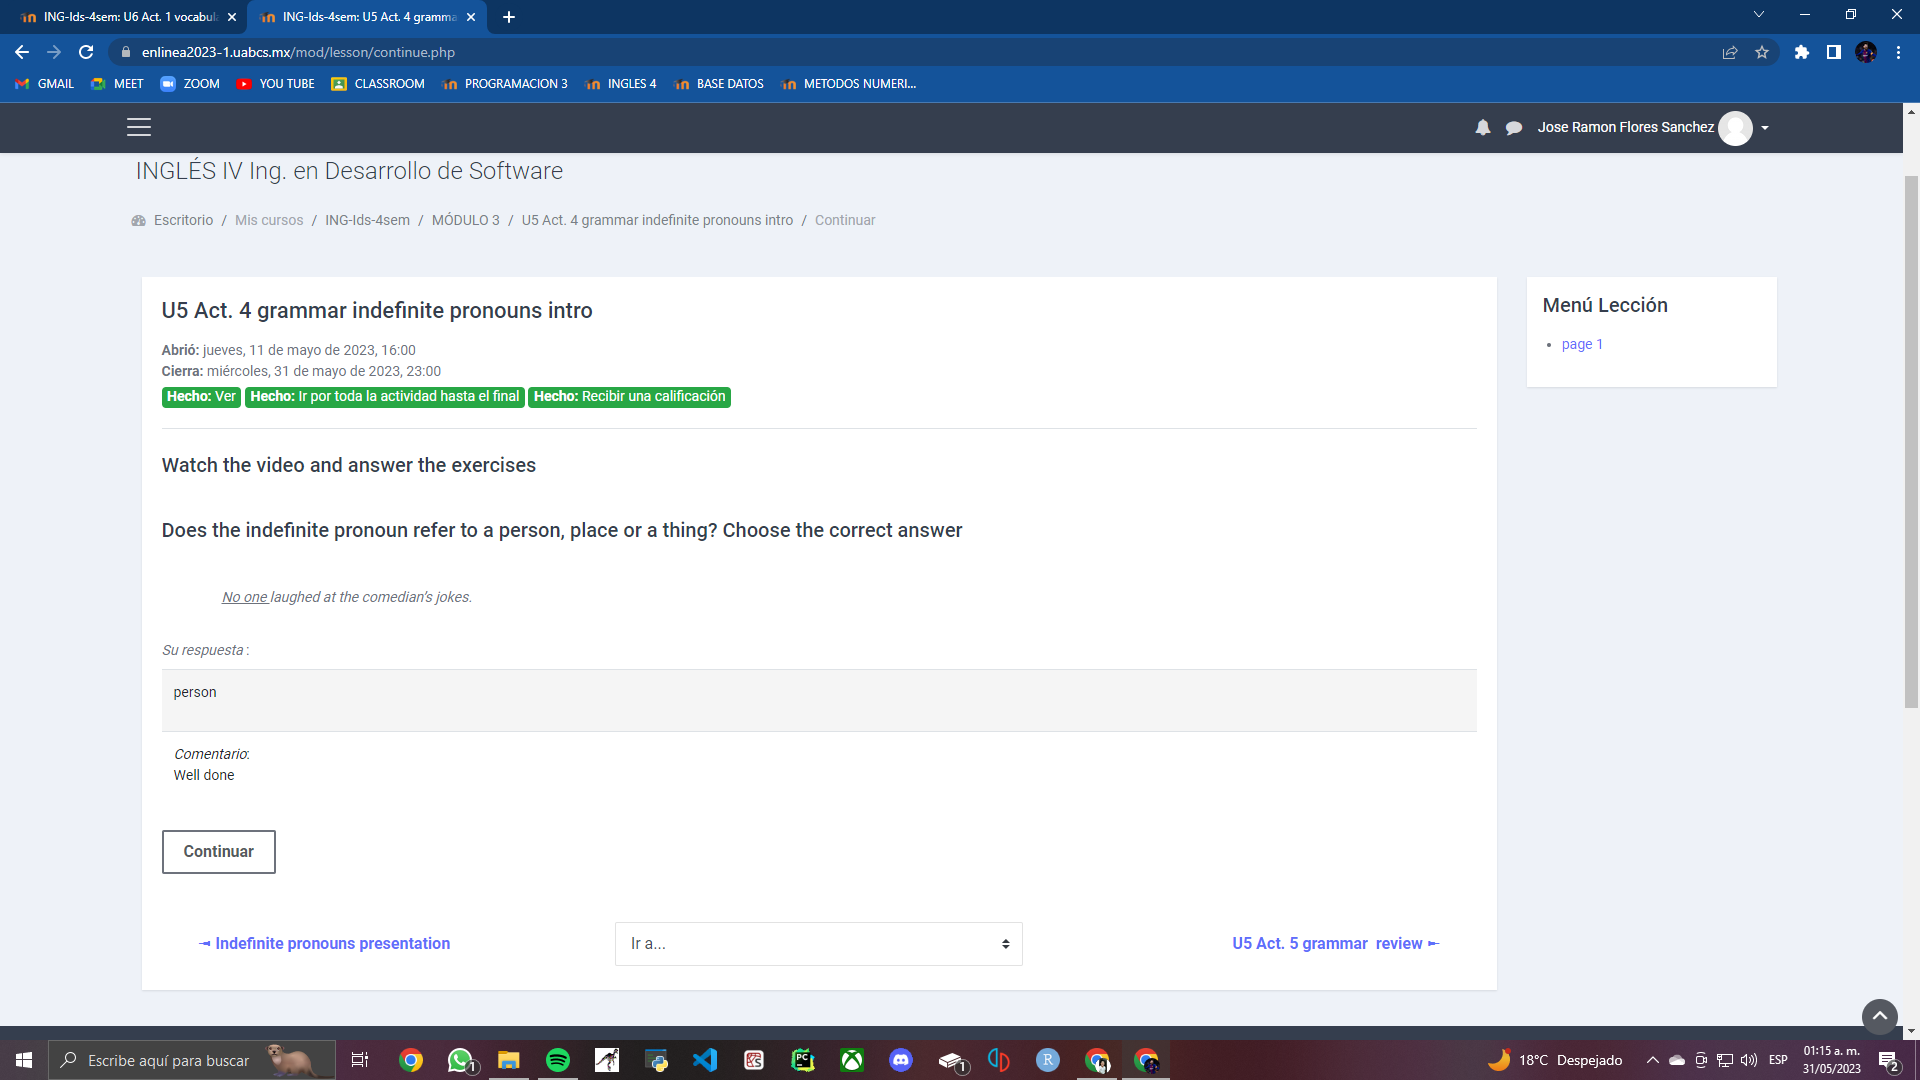 ING-Ids-4sem: U6 Act. 1 vocabula
ING-Ids-4sem: U5 Act. 4 gramma
enlinea2023-1.uabcs.mx/mod/lesson/continue.php
GMAIL
MEET
ZOOM
YOU TUBE
CLASSROOM
PROGRAMACION 3
INGLES 4
BASE DATOS
METODOS NUMERI...
Jose Ramon Flores Sanchez
INGLÉS IV Ing. en Desarrollo de Software
Escritorio / Mis cursos / ING-Ids-4sem / MÓDULO 3 / U5 Act. 4 grammar indefinite pronouns intro / Continuar
U5 Act. 4 grammar indefinite pronouns intro
Abrió: jueves, 11 de mayo de 2023, 16:00
Cierra: miércoles, 31 de mayo de 2023, 23:00
Hecho: Ver Hecho: Ir por toda la actividad hasta el final Hecho: Recibir una calificación
Menú Lección
page 1
Watch the video and answer the exercises
Does the indefinite pronoun refer to a person, place or a thing? Choose the correct answer
No one laughed at the comedian's jokes.
Su respuesta :
person
Comentario:
Well done
Continuar
Indefinite pronouns presentation
Ir a...
U5 Act. 5 grammar review
Escribe aquí para buscar
1
PC
1
R
18°C Despejado
ESP
01:15 a. m.
31/05/2023
2